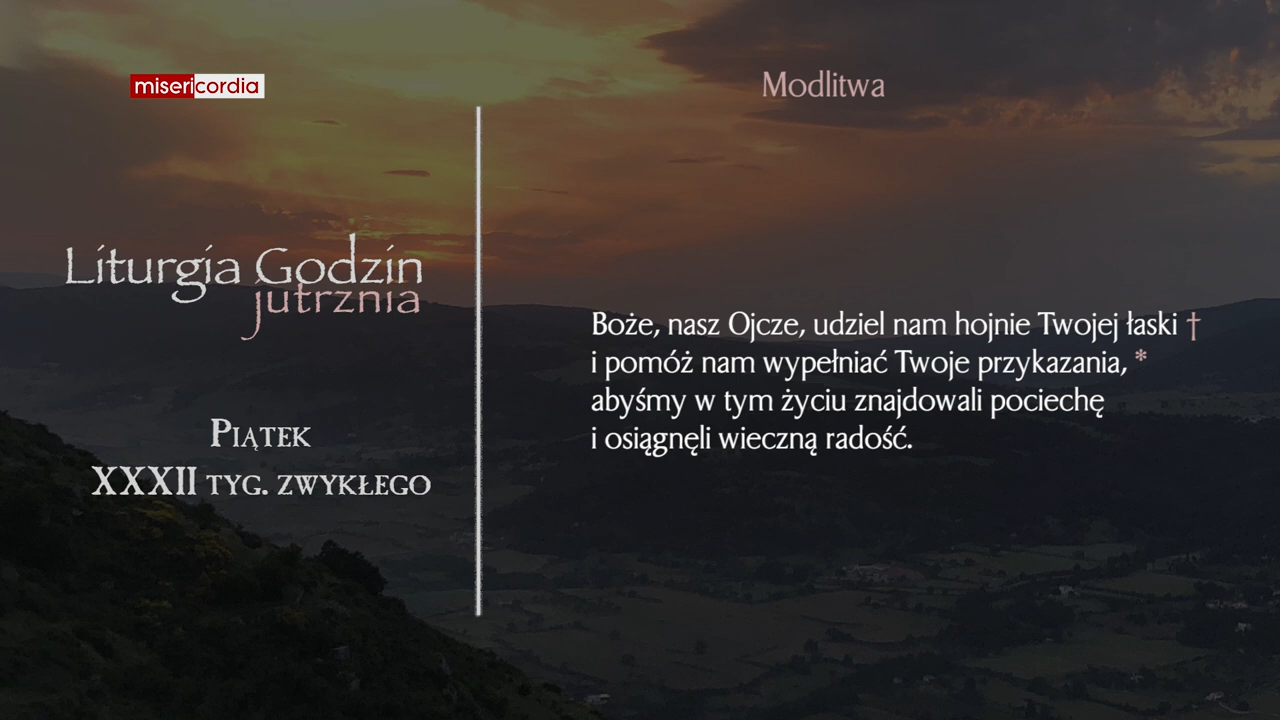 misericordia
Liturgia Godzin
jutrznia
Piątek
XXXII tyg. zwykłego
Modlitwa
Boże, nasz Ojcze, udziel nam hojnie Twojej łaski †
i pomóż nam wypełniać Twoje przykazania, *
abyśmy w tym życiu znajdowali pociechę
i osiągnęli wieczną radość.